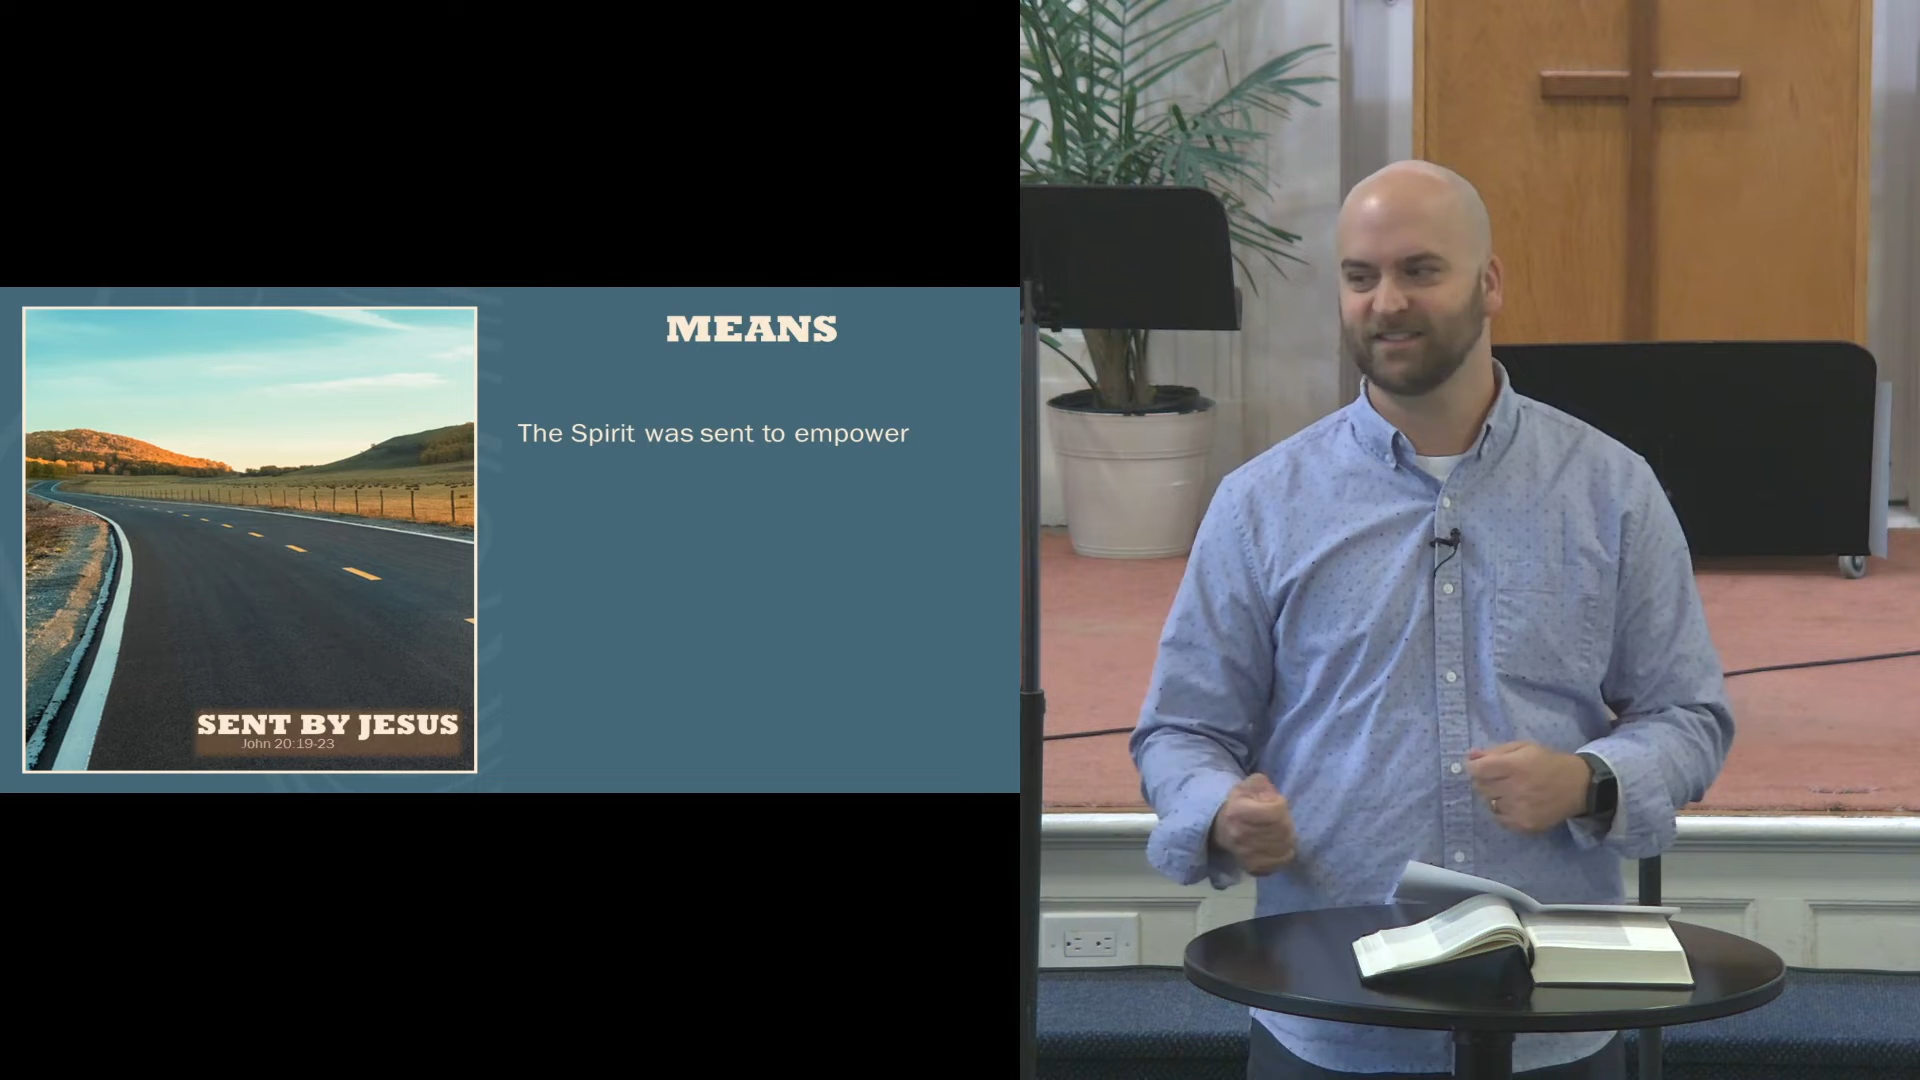 MEANS
The Spirit was sent to empower
SENT BY JESUS
John 20:19-23